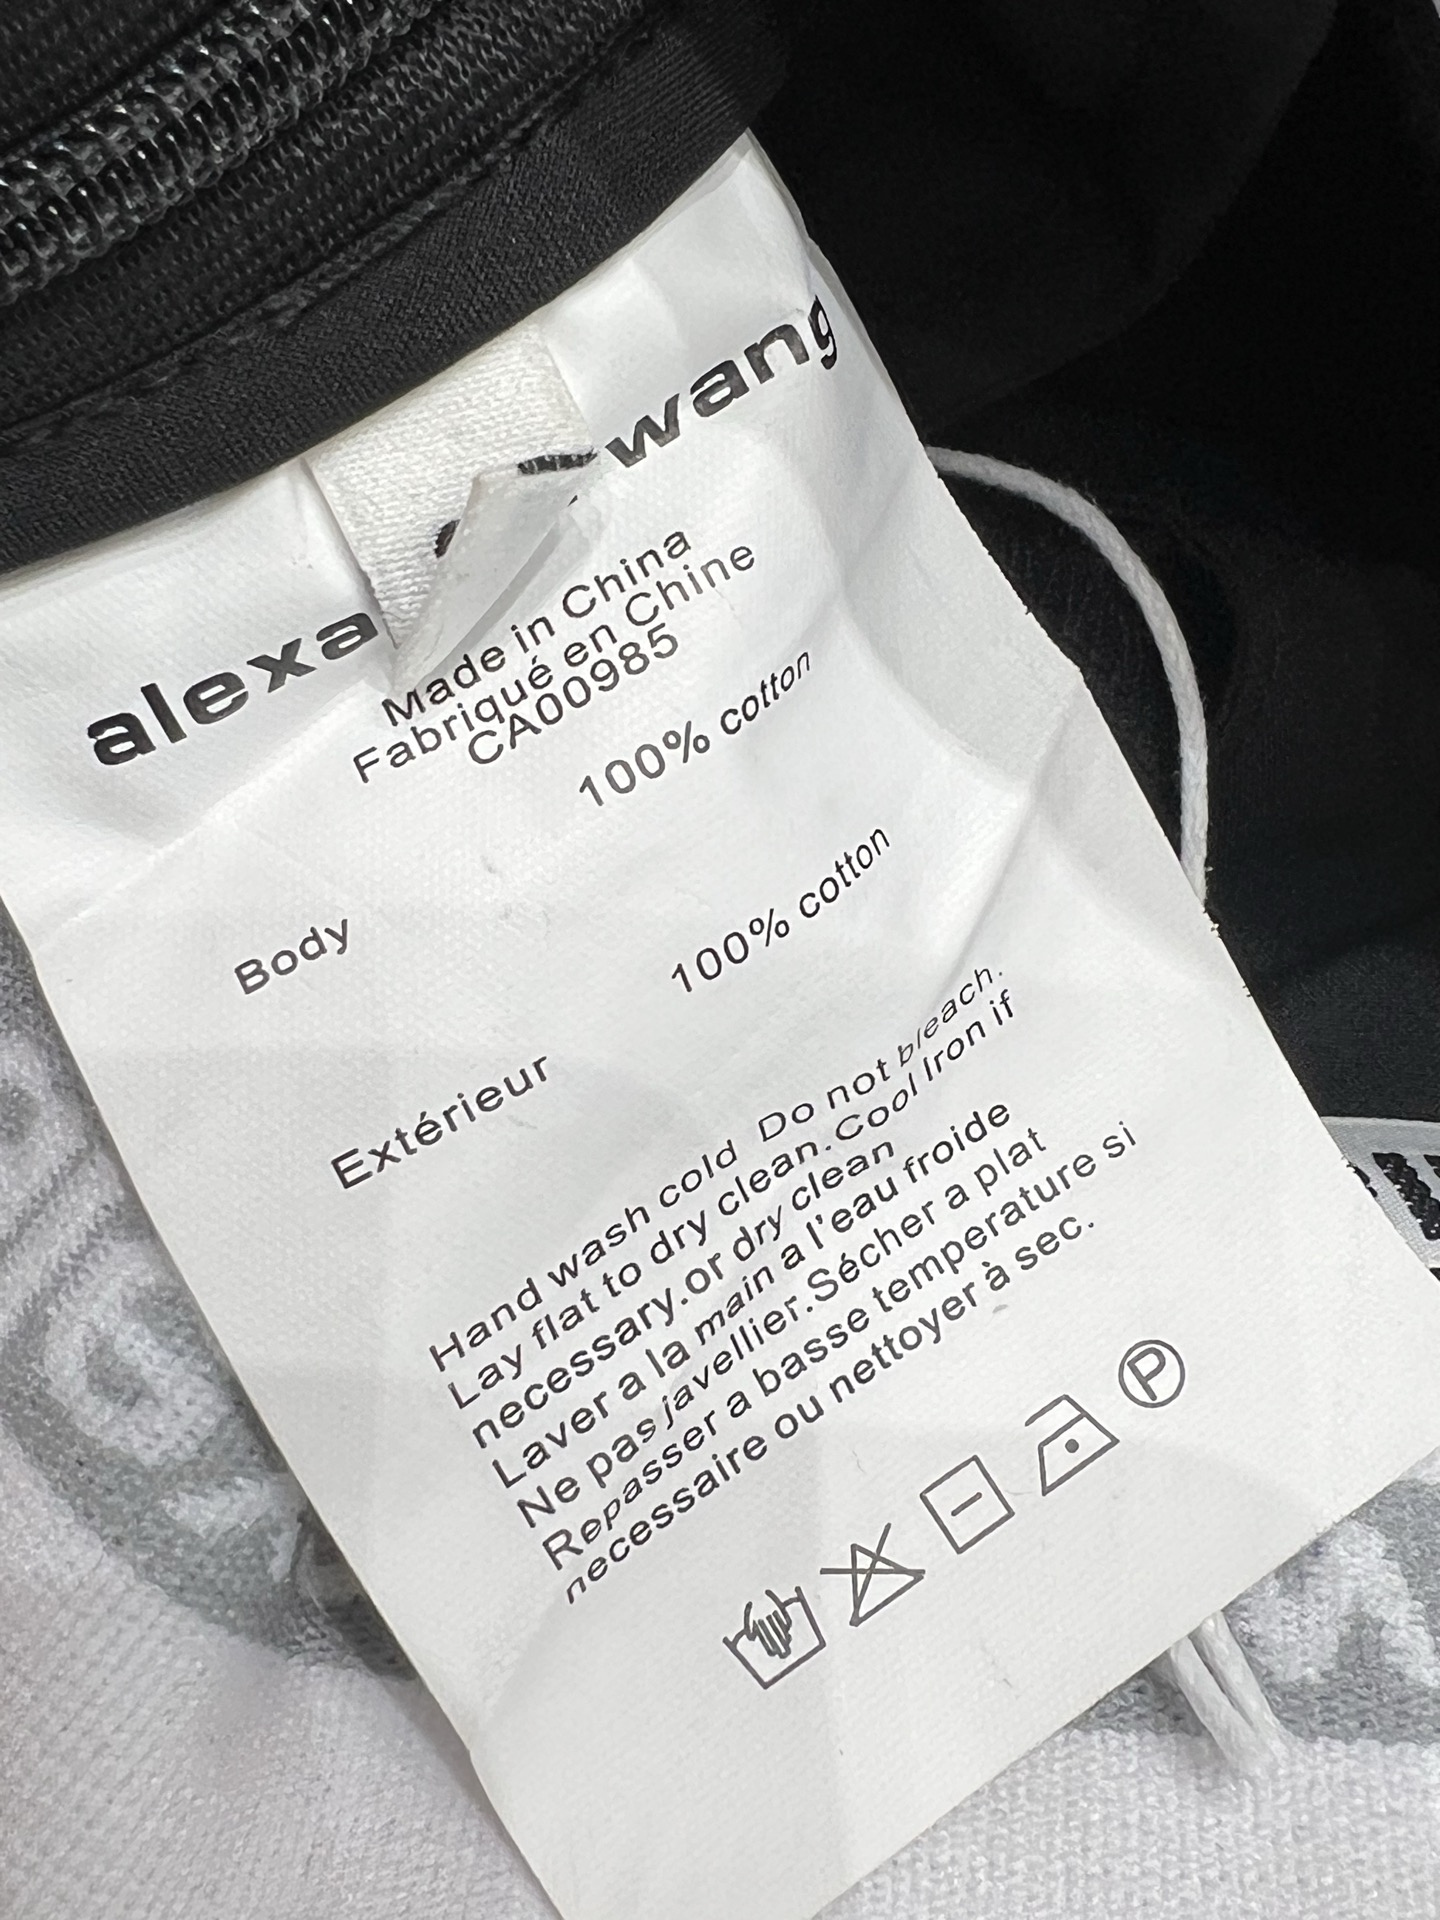 alexa wang
Made in China
Fabriqué en Chine
CA00985
100% cotton
Body
100% cotton
Extérieur
Hand wash cold Do not bleach.
Lay flat to dry clean.Cool Iron if
necessary.or dry clean
Laver a la main a l'eau froide
Ne pas javellier.Sécher a plat
Repasser a basse temperature si
necessaire ou nettoyer à sec.
P